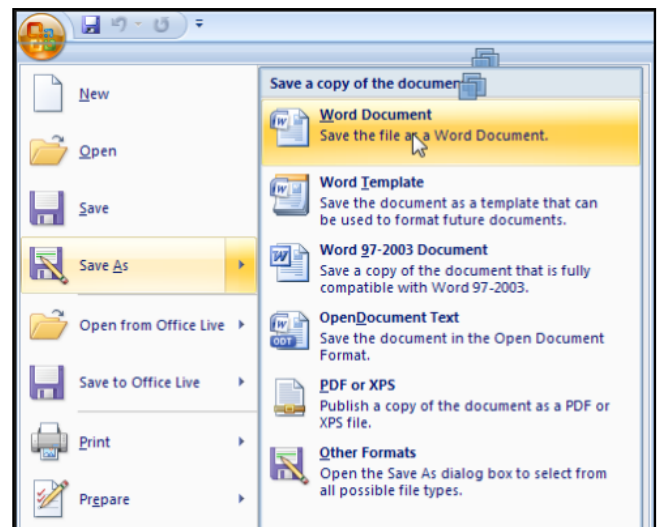 New
Open
Save
Save As
Open from Office Live
Save to Office Live
Print
Prepare
Save a copy of the
Word Document
Save the file as a Word Document.
Word Template
Save the document as a template that can
be used to format future documents.
Word 97-2003 Document
Save a copy of the document that is fully
compatible with Word 97-2003.
OpenDocument Text
Save the document in the Open Document
Format.
ODT
PDF or XPS
Publish a copy of the document as a PDF or
XPS file.
Other Formats
Open the Save As dialog box to select from
all possible file types.